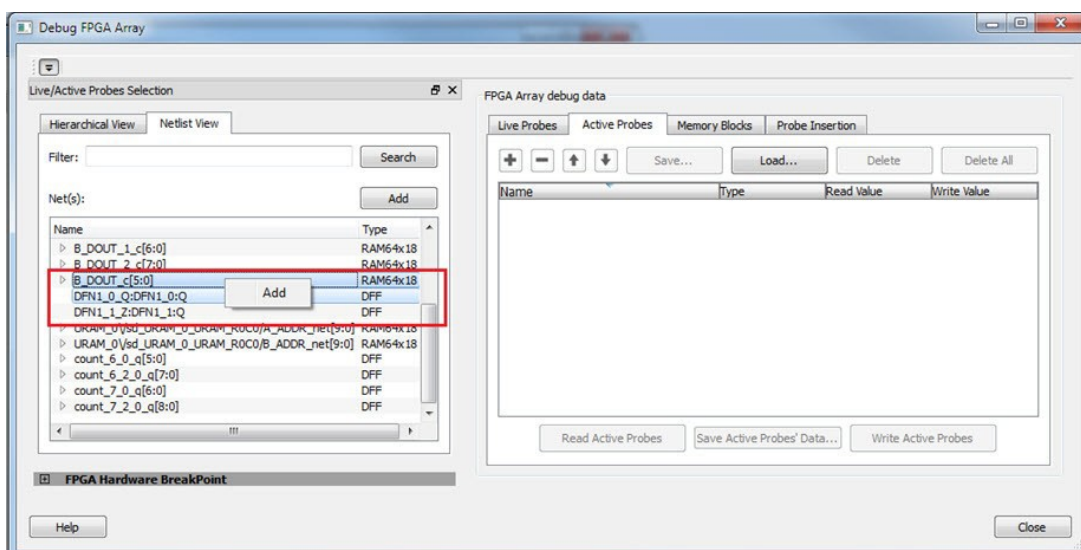 Debug FPGA Array
Live/Active Probes Selection
Hierarchical View Netlist View
Filter: Search
Net(s): Add
Name Type
B_DOUT_1_c[6:0] RAM64x18
B_DOUT_2_c[7:0] RAM64x18
B_DOUT_c[5:0] RAM64x18
DFN1_0_Q:DFN1_0:Q DFF
Add
DFN1_1_Z:DFN1_1:Q DFF
URAM_0\/sd_URAM_0_URAM_R0C0/A_ADDR_net[9:0] RAM64x18
URAM_0\/sd_URAM_0_URAM_R0C0/B_ADDR_net[9:0] RAM64x18
count_6_0_q[5:0] DFF
count_6_2_0_q[7:0] DFF
count_7_0_q[6:0] DFF
count_7_2_0_q[8:0] DFF
FPGA Hardware BreakPoint
FPGA Array debug data
Live Probes Active Probes Memory Blocks Probe Insertion
Save... Load... Delete Delete All
Name Type Read Value Write Value
Read Active Probes Save Active Probes' Data... Write Active Probes
Help Close